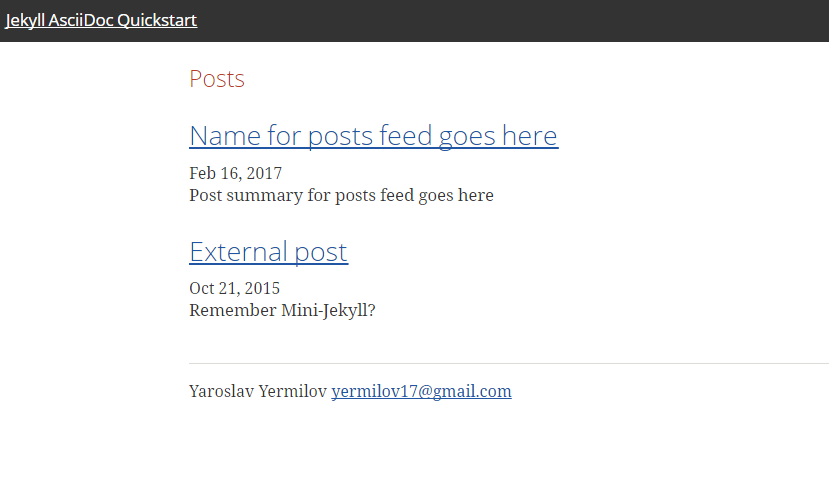 Jekyll AsciiDoc Quickstart
Posts
Name for posts feed goes here
Feb 16, 2017
Post summary for posts feed goes here
External post
Oct 21, 2015
Remember Mini-Jekyll?
Yaroslav Yermilov yermilov17@gmail.com